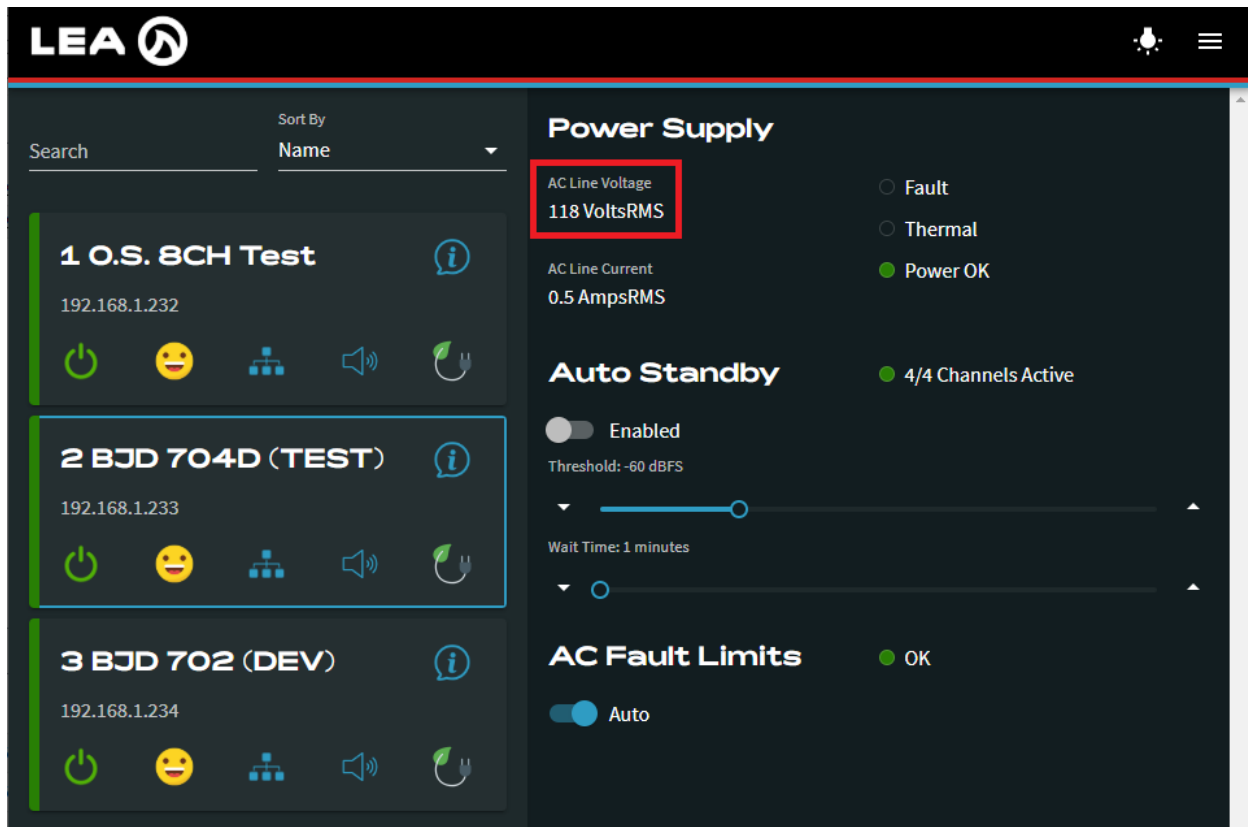 LEA
Sort By
Search
Name
1 O.S. 8CH Test
192.168.1.232
2 BJD 704D (TEST)
192.168.1.233
3 BJD 702 (DEV)
192.168.1.234
Power Supply
AC Line Voltage
118 VoltsRMS
AC Line Current
0.5 AmpsRMS
Fault
Thermal
Power OK
Auto Standby
4/4 Channels Active
Enabled
Threshold: -60 dBFS
Wait Time: 1 minutes
AC Fault Limits
OK
Auto